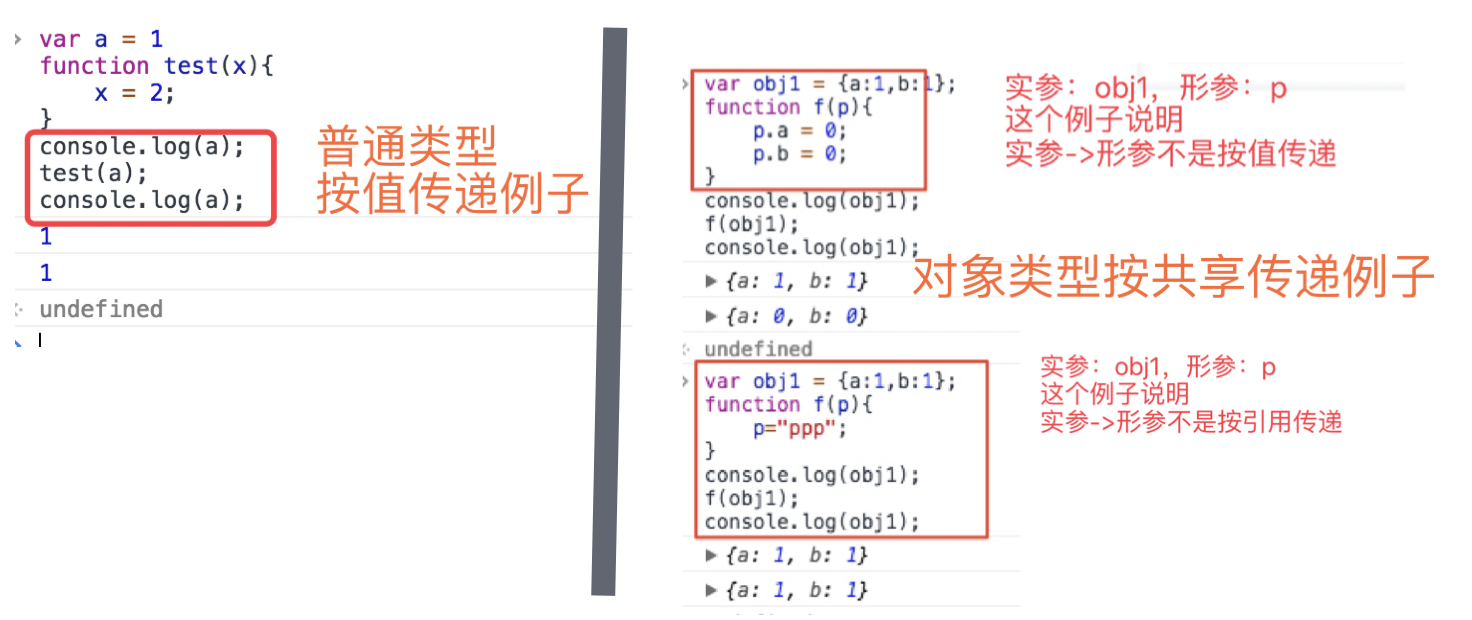 var a = 1
function test(x){
x = 2;
}
console.log(a);
test(a);
console.log(a);
1
1
undefined
普通类型
按值传递例子
var obj1 = {a:1,b:1};
function f(p){
p.a = 0;
p.b = 0;
}
console.log(obj1);
f(obj1);
console.log(obj1);
▶{a: 1, b: 1}
▶{a: 0, b: 0}
undefined
实参：obj1，形参：p
这个例子说明
实参->形参不是按值传递
对象类型按共享传递例子
var obj1 = {a:1,b:1};
function f(p){
p="ppp";
}
console.log(obj1);
f(obj1);
console.log(obj1);
▶{a: 1, b: 1}
▶{a: 1, b: 1}
实参：obj1，形参：p
这个例子说明
实参->形参不是按引用传递